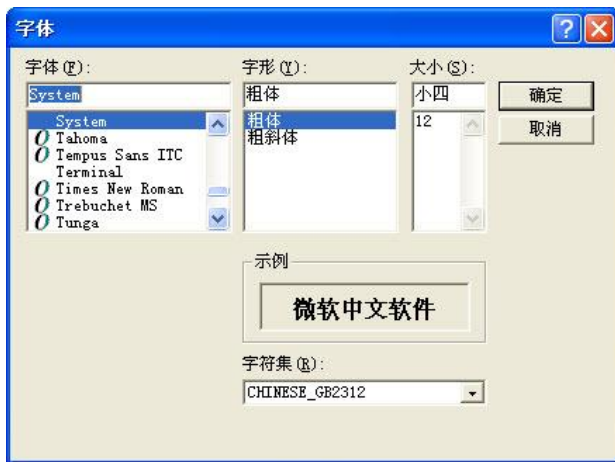 字体
字体(F):
字形(Y):
大小(S):
System
粗体
小四
确定
取消
System
Tahoma
Tempus Sans ITC
Terminal
Times New Roman
Trebuchet MS
Tunga
粗体
粗斜体
12
示例
微软中文软件
字符集(R):
CHINESE_GB2312